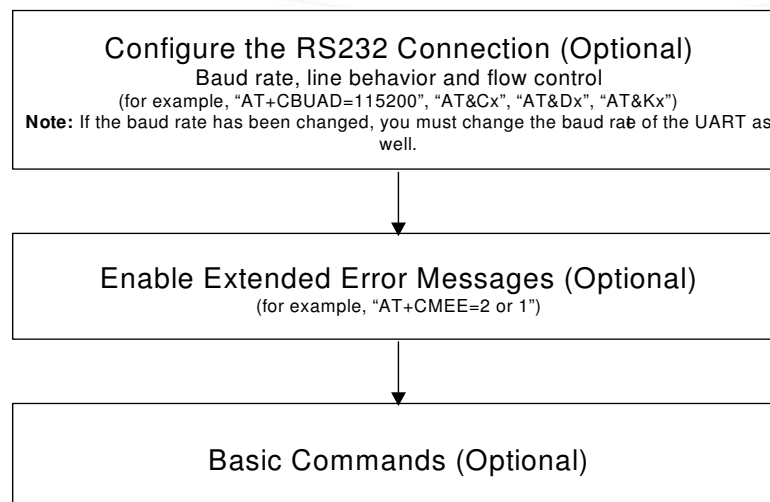 Configure the RS232 Connection (Optional)
Baud rate, line behavior and flow control
(for example, “AT+CBUAD=115200”, “AT&Cx”, “AT&Dx”, “AT&Kx”)
Note: If the baud rate has been changed, you must change the baud rate of the UART as
well.
Enable Extended Error Messages (Optional)
(for example, “AT+CMEE=2 or 1”)
Basic Commands (Optional)